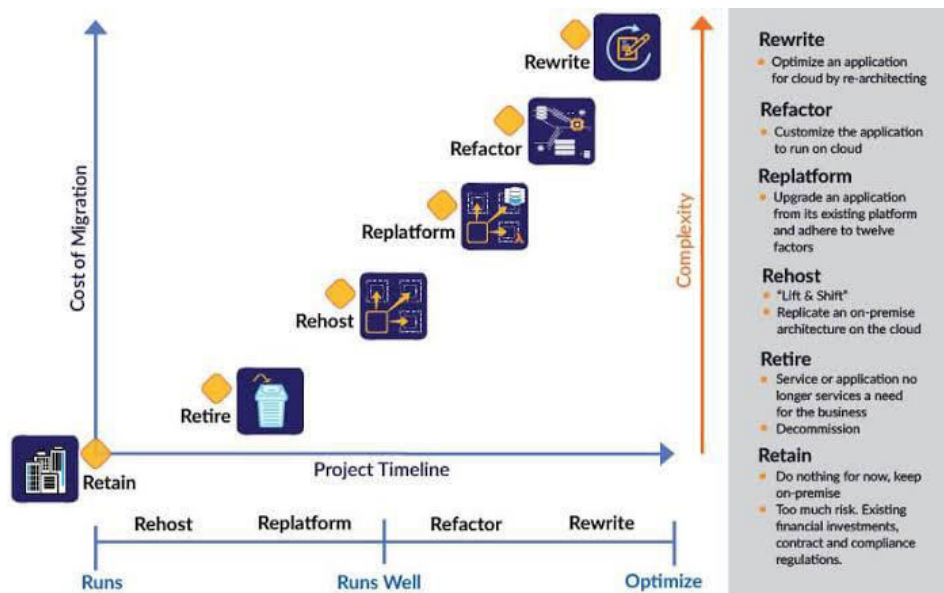 Cost of Migration
Complexity
Rewrite
Refactor
Replatform
Rehost
Retire
Retain
Project Timeline
Rehost
Replatform
Refactor
Rewrite
Runs
Runs Well
Optimize
Rewrite
Optimize an application
for cloud by re-architecting
Refactor
Customize the application
to run on cloud
Replatform
Upgrade an application
from its existing platform
and adhere to twelve
factors
Rehost
"Lift & Shift"
Replicate an on-premise
architecture on the cloud
Retire
Service or application no
longer services a need
for the business
Decommission
Retain
Do nothing for now, keep
on-premise
Too much risk. Existing
financial investments,
contract and compliance
regulations.